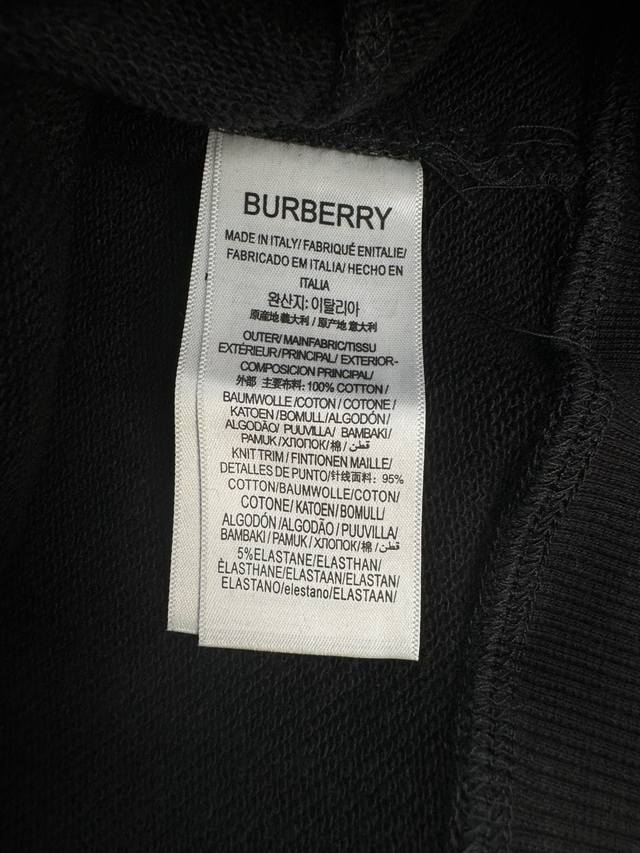 BURBERRY
MADE IN ITALY/ FABRIQUÉ ENITALIE/
FABRICADO EM ITALIA/ HECHO EN
ITALIA
완산지: 이탈리아
原産地義大利 / 原产地 意大利
OUTER/ MAINFABRIC/TISSU
EXTÉRIEUR/PRINCIPAL/ EXTERIOR-
COMPOSICION PRINCIPAL/
外部 主要布料: 100% COTTON /
BAUMWOLLE /COTON / COTONE /
KATOEN /BOMULL/ALGODÓN/
ALGODÃO/ PUUVILLA/ BAMBAKI/
PAMUK /ХЛОПОК/棉 / قطن/
KNIT TRIM / FINTIONEN MAILLE/
DETALLES DE PUNTO/针线面料: 95%
COTTON/BAUMWOLLE/COTON/
COTONE/ KATOEN/BOMULL/
ALGODÓN /ALGODÃO / PUUVILLA/
BAMBAKI / PAMUK / ХЛОПОК/棉 / قطن/
5%ELASTANE/ELASTHAN/
ÈLASTHANE/ELASTAAN/ELASTAN/
ELASTANO/elestano/ELASTAAN/